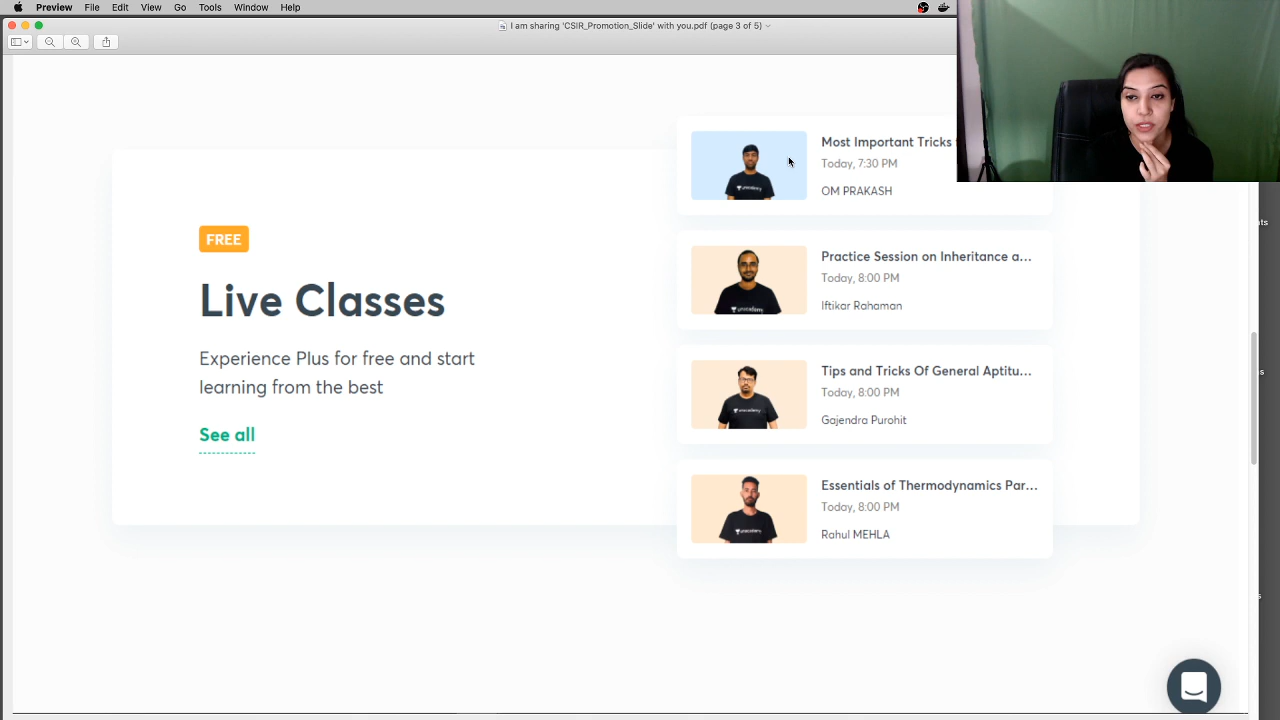 Preview File Edit View Go Tools Window Help
I am sharing 'CSIR_Promotion_Slide' with you.pdf (page 3 of 5)
FREE
Live Classes
Experience Plus for free and start
learning from the best
See all
Most Important Tricks
Today, 7:30 PM
OM PRAKASH
Practice Session on Inheritance a...
Today, 8:00 PM
Iftikar Rahaman
Tips and Tricks Of General Aptitu...
Today, 8:00 PM
Gajendra Purohit
Essentials of Thermodynamics Par...
Today, 8:00 PM
Rahul MEHLA